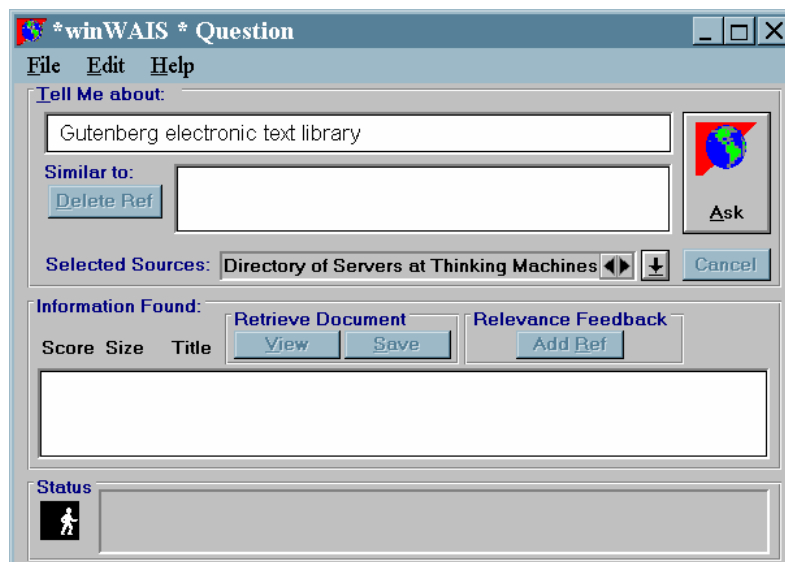 *winWAIS * Question
File Edit Help
Tell Me about:
Gutenberg electronic text library
Similar to:
Delete Ref
Ask
Selected Sources: Directory of Servers at Thinking Machines Cancel
Information Found:
Retrieve Document Relevance Feedback
Score Size Title View Save Add Ref
Status